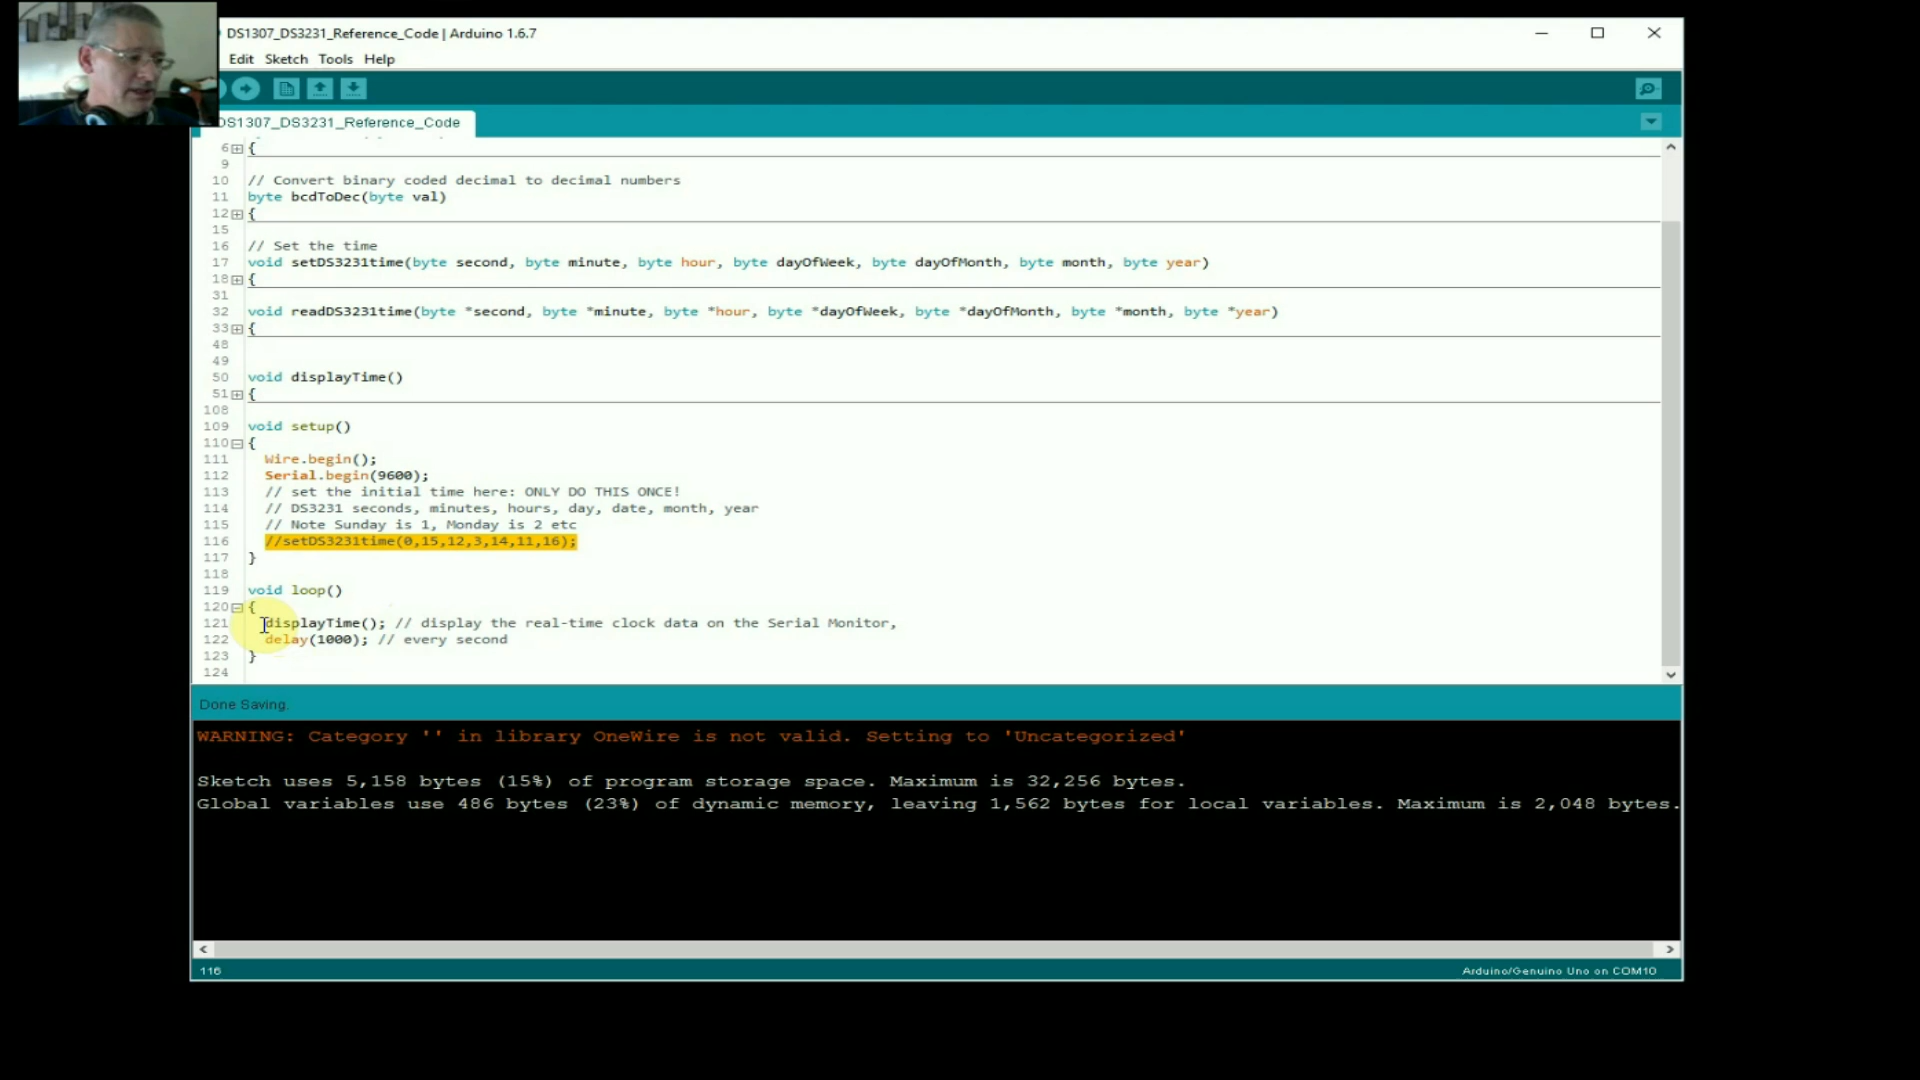 DS1307_DS3231_Reference_Code | Arduino 1.6.7
Edit Sketch Tools Help
DS1307_DS3231_Reference_Code
6 {
9
10 // Convert binary coded decimal to decimal numbers
11 byte bcdToDec(byte val)
12 {
15
16 // Set the time
17 void setDS3231time(byte second, byte minute, byte hour, byte dayOfWeek, byte dayOfMonth, byte month, byte year)
18 {
31
32 void readDS3231time(byte *second, byte *minute, byte *hour, byte *dayOfWeek, byte *dayOfMonth, byte *month, byte *year)
33 {
48
49
50 void displayTime()
51 {
108
109 void setup()
110 {
111 Wire.begin();
112 Serial.begin(9600);
113 // set the initial time here: ONLY DO THIS ONCE!
114 // DS3231 seconds, minutes, hours, day, date, month, year
115 // Note Sunday is 1, Monday is 2 etc
116 //setDS3231time(0,15,12,3,14,11,16);
117 }
118
119 void loop()
120 {
121 displayTime(); // display the real-time clock data on the Serial Monitor,
122 delay(1000); // every second
123 }
124
Done Saving.
WARNING: Category '' in library OneWire is not valid. Setting to 'Uncategorized'
Sketch uses 5,158 bytes (15%) of program storage space. Maximum is 32,256 bytes.
Global variables use 486 bytes (23%) of dynamic memory, leaving 1,562 bytes for local variables. Maximum is 2,048 bytes.
116 Arduino/Genuino Uno on COM10